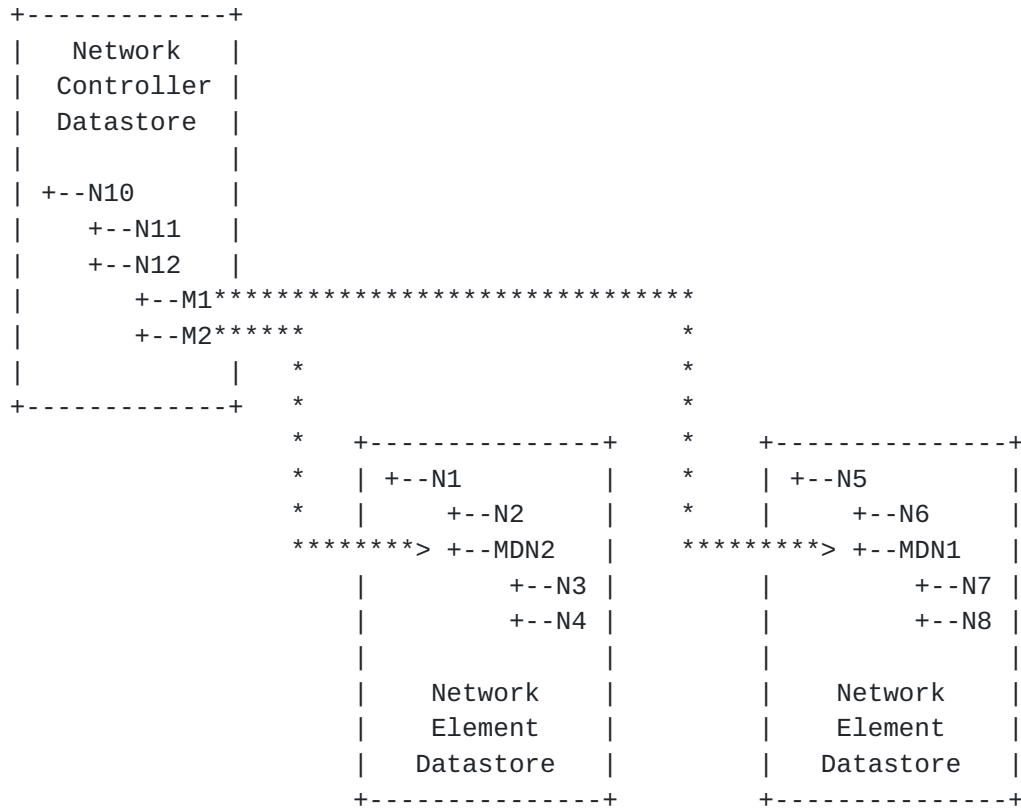 +-------------+
|   Network   |
|  Controller |
|  Datastore  |
|             |
| +--N10      |
|    +--N11   |
|    +--N12   |
|       +--M1*******************************
|       +--M2******                        *
|             |   *                        *
+-------------+   *                        *
                  *   +---------------+    *    +---------------+
                  *   | +--N1         |    *    | +--N5         |
                  *   |     +--N2     |    *    |     +--N6     |
                  ********> +--MDN2   |    *********> +--MDN1   |
                      |         +--N3 |         |         +--N7 |
                      |         +--N4 |         |         +--N8 |
                      |               |         |               |
                      |    Network    |         |    Network    |
                      |    Element    |         |    Element    |
                      |   Datastore   |         |   Datastore   |
                      +---------------+         +---------------+